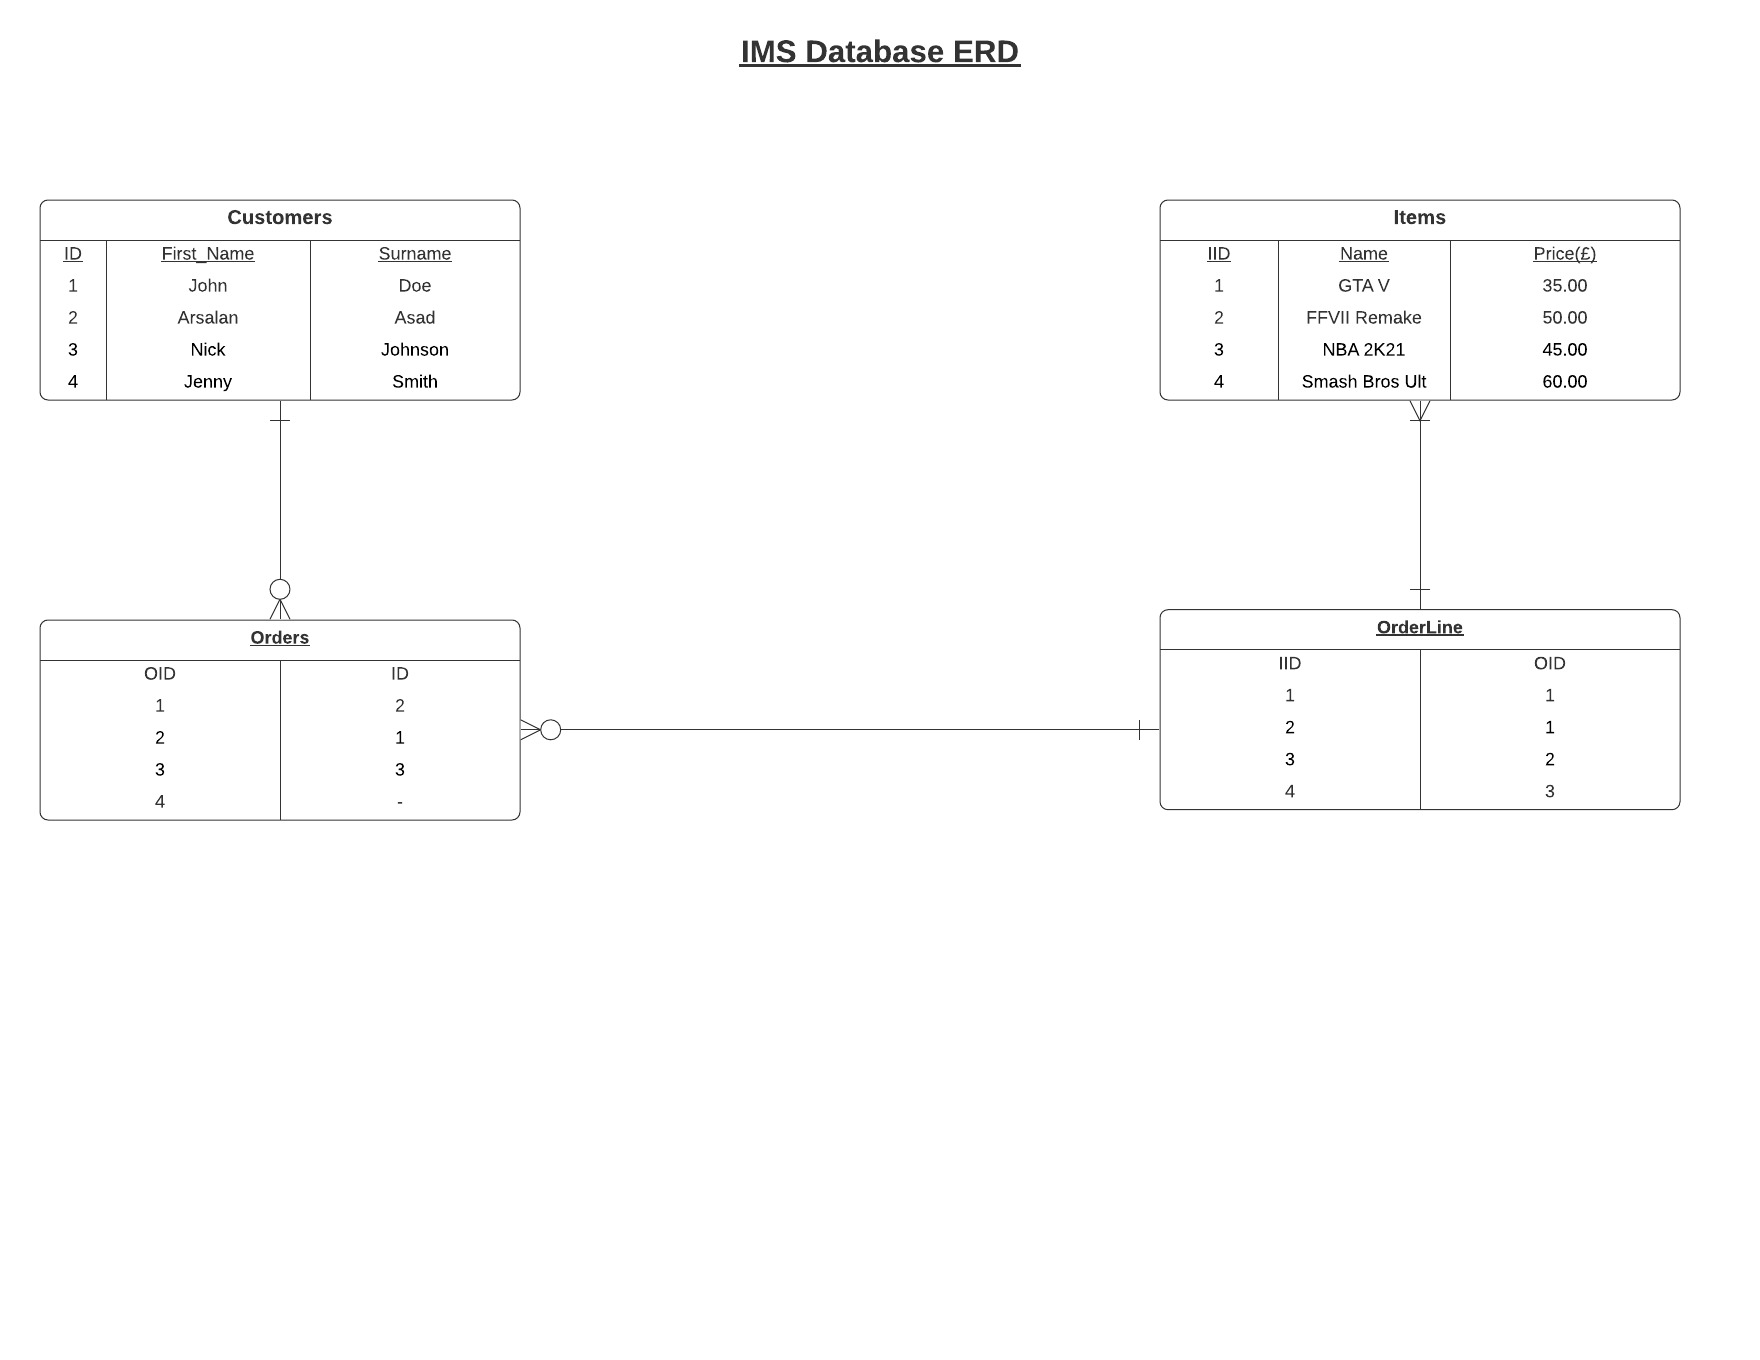 IMS Database ERD
Customers
ID First_Name Surname
1 John Doe
2 Arsalan Asad
3 Nick Johnson
4 Jenny Smith
Items
IID Name Price(£)
1 GTA V 35.00
2 FFVII Remake 50.00
3 NBA 2K21 45.00
4 Smash Bros Ult 60.00
Orders
OID ID
1 2
2 1
3 3
4 -
OrderLine
IID OID
1 1
2 1
3 2
4 3